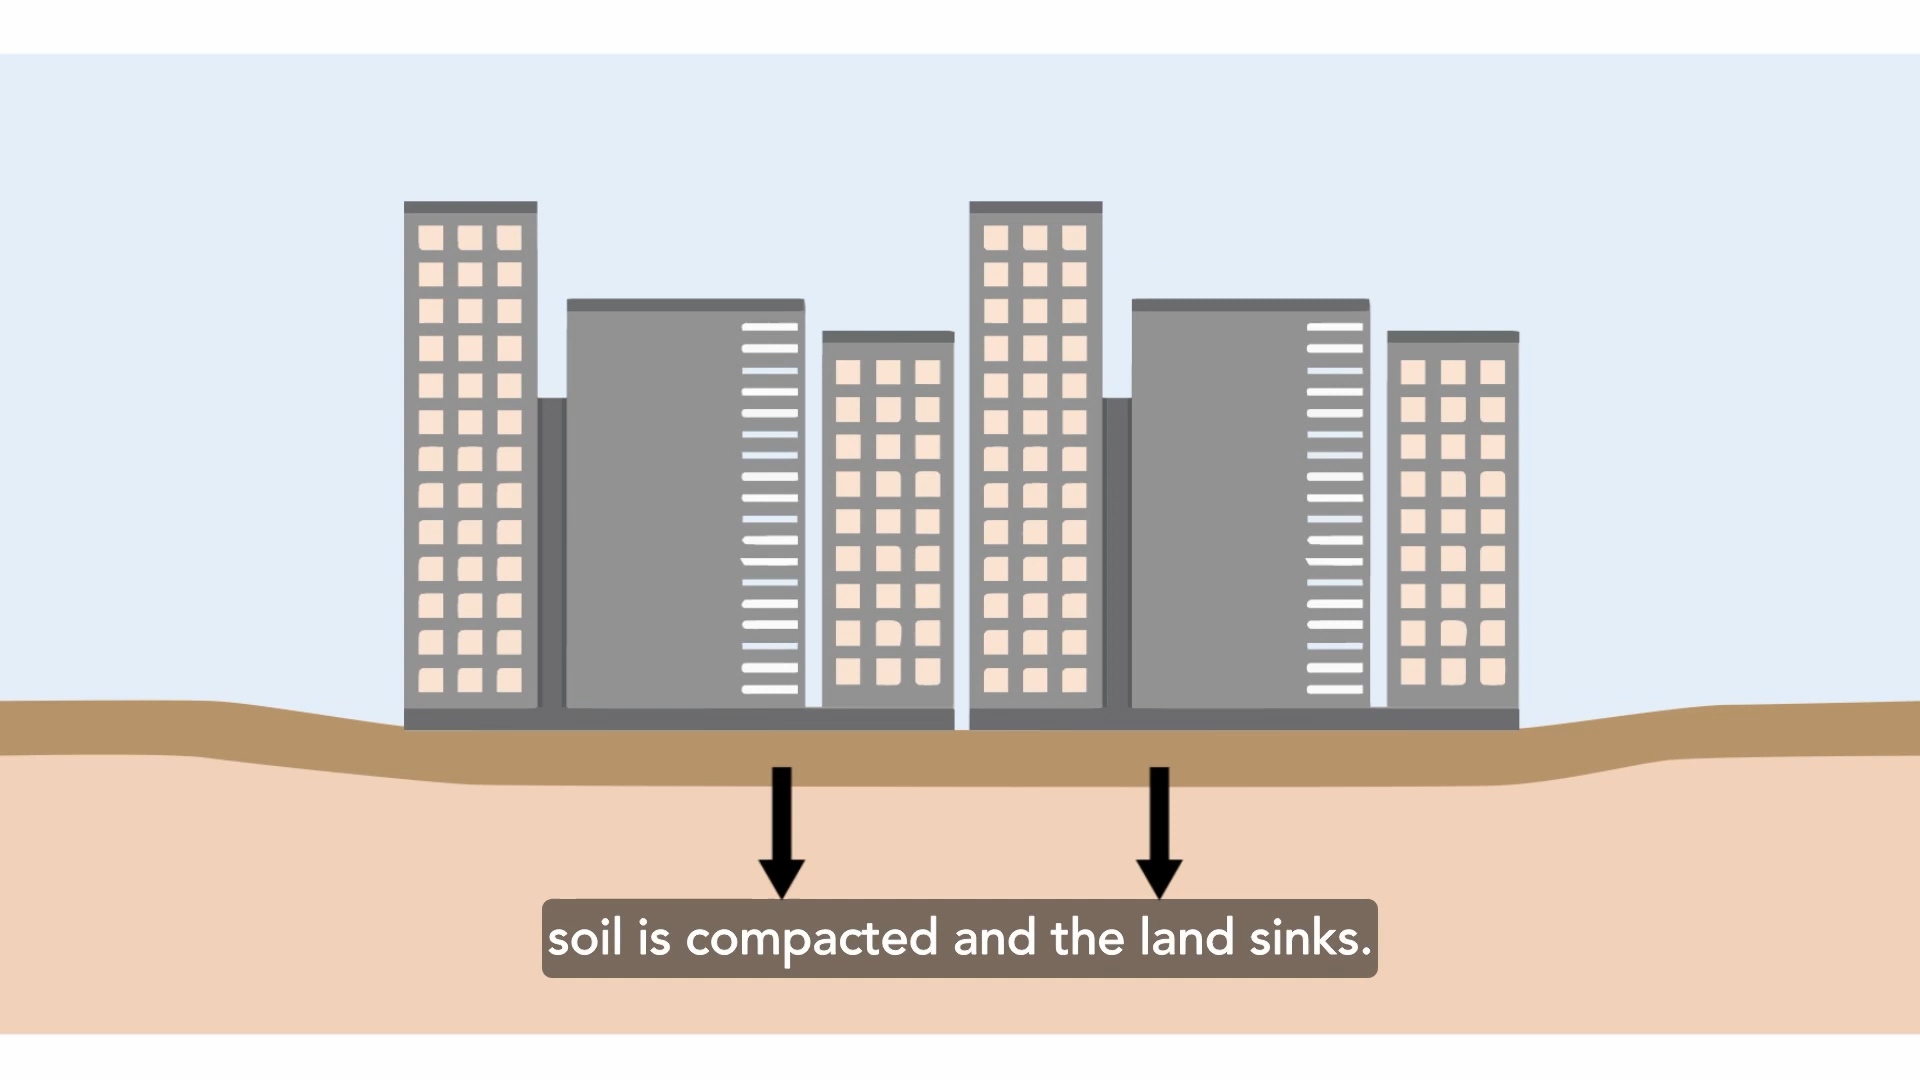 soil is compacted and the land sinks.